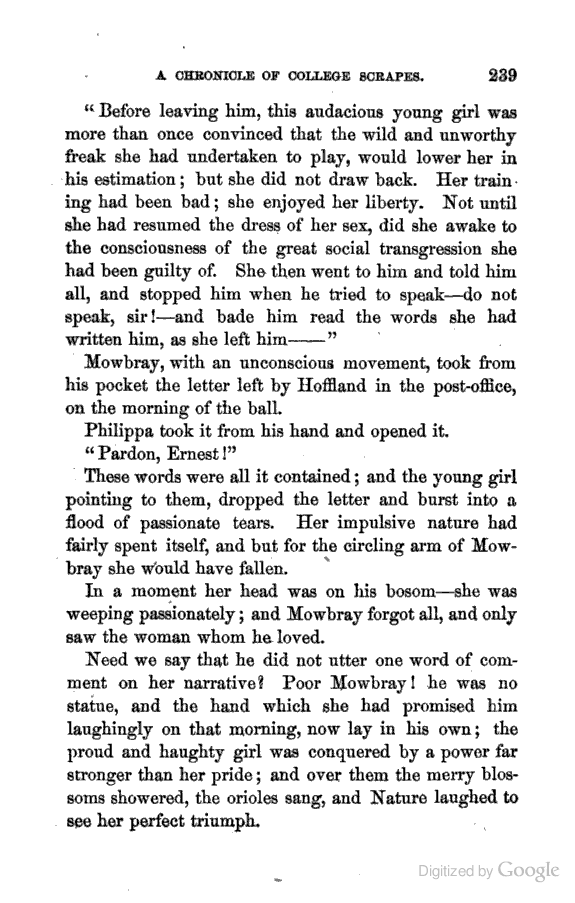 A CHRONICLE OF COLLEGE SCRAPES. 239
“Before leaving him, this audacious young girl was
more than once convinced that the wild and unworthy
freak she had undertaken to play, would lower her in
his estimation; but she did not draw back. Her train-
ing had been bad; she enjoyed her liberty. Not until
she had resumed the dress of her sex, did she awake to
the consciousness of the great social transgression she
had been guilty of. She then went to him and told him
all, and stopped him when he tried to speak—do not
speak, sir!—and bade him read the words she had
written him, as she left him——”
Mowbray, with an unconscious movement, took from
his pocket the letter left by Hoffland in the post-office,
on the morning of the ball.
Philippa took it from his hand and opened it.
“Pardon, Ernest!”
These words were all it contained; and the young girl
pointing to them, dropped the letter and burst into a
flood of passionate tears. Her impulsive nature had
fairly spent itself, and but for the circling arm of Mow-
bray she would have fallen.
In a moment her head was on his bosom—she was
weeping passionately; and Mowbray forgot all, and only
saw the woman whom he loved.
Need we say that he did not utter one word of com-
ment on her narrative? Poor Mowbray! he was no
statue, and the hand which she had promised him
laughingly on that morning, now lay in his own; the
proud and haughty girl was conquered by a power far
stronger than her pride; and over them the merry blos-
soms showered, the orioles sang, and Nature laughed to
see her perfect triumph.
Digitized by Google